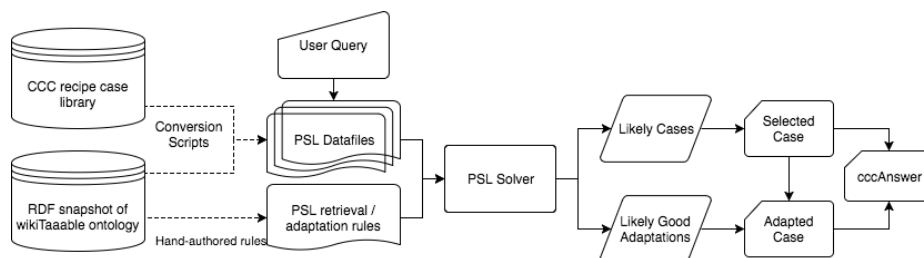 User Query
CCC recipe case
library
Conversion
Scripts
PSL Datafiles
Likely Cases
Selected
Case
PSL Solver
cccAnswer
RDF snapshot of
wikiTaaable ontology
Hand-authored rules
PSL retrieval /
adaptation rules
Likely Good
Adaptations
Adapted
Case